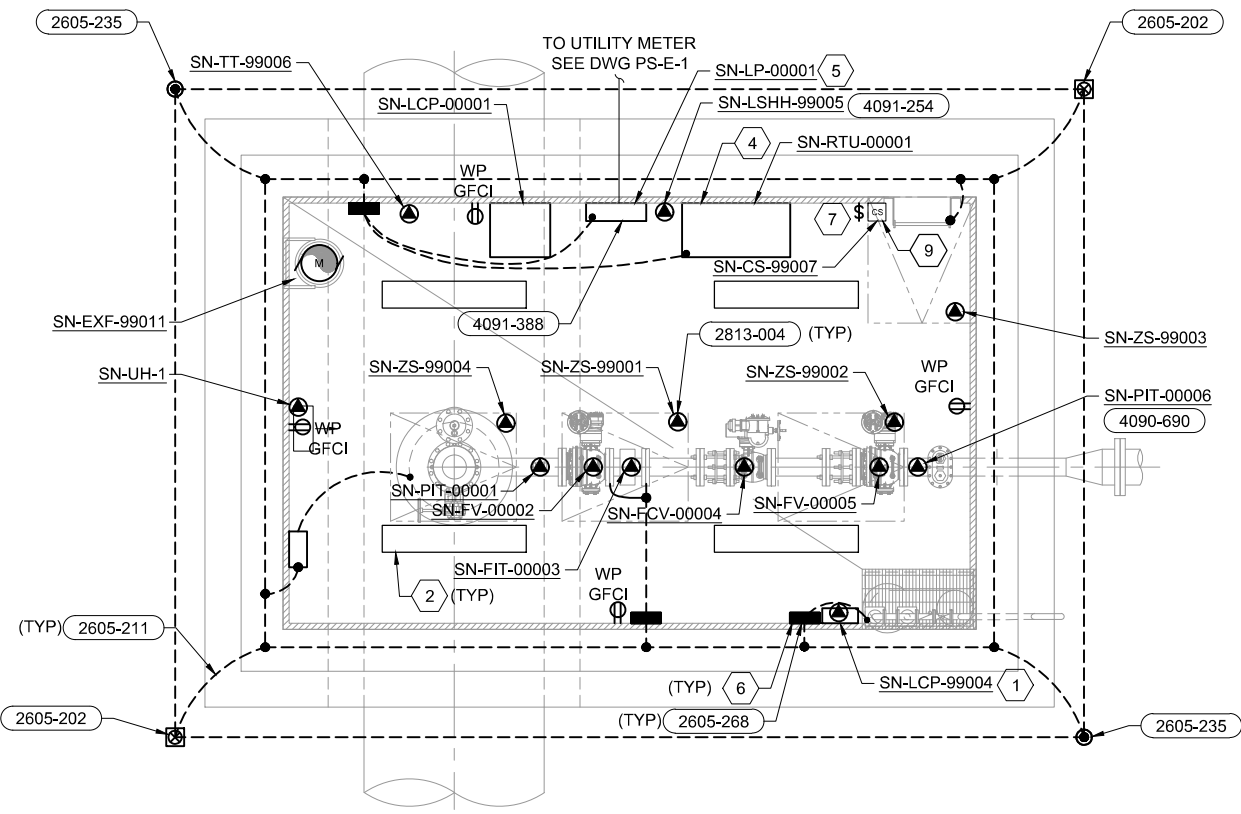 2605-235
2605-202
SN-TT-99006
TO UTILITY METER
SEE DWG PS-E-1
SN-LP-00001
5
SN-LCP-00001
SN-LSHH-99005
4091-254
4
SN-RTU-00001
WP
GFCI
7
$
CS
9
M
SN-CS-99007
SN-EXF-99011
4091-388
2813-004
(TYP)
SN-ZS-99003
SN-UH-1
SN-ZS-99004
SN-ZS-99001
SN-ZS-99002
WP
GFCI
SN-PIT-00006
4090-690
WP
GFCI
SN-PIT-00001
SN-FV-00002
SN-FCV-00004
SN-FV-00005
SN-FIT-00003
2
(TYP)
WP
GFCI
(TYP)
2605-211
(TYP)
6
SN-LCP-99004
1
2605-202
(TYP)
2605-268
2605-235